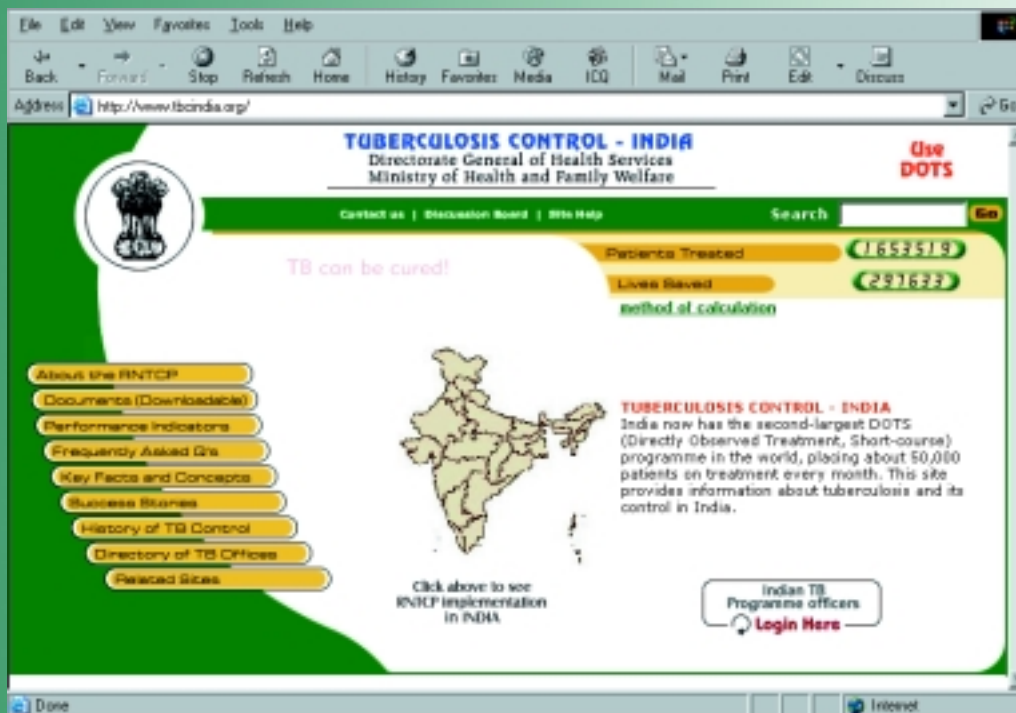 File Edit View Favorites Tools Help
Back Forward Stop Refresh Home History Favorites Media ICQ Mail Print Edit Discuss
Address http://www.tbcindia.org/ Go
TUBERCULOSIS CONTROL - INDIA
Directorate General of Health Services
Ministry of Health and Family Welfare
Use
DOTS
Contact us | Discussion Board | Site Help
Search Go
TB can be cured!
Patients Treated 1653519
Lives Saved 297633
method of calculation
About the RNTCP
Documents (Downloadable)
Performance Indicators
Frequently Asked Q's
Key Facts and Concepts
Success Stories
History of TB Control
Directory of TB Offices
Related Sites
Click above to see
RNTCP implementation
in INDIA
TUBERCULOSIS CONTROL - INDIA
India now has the second-largest DOTS
(Directly Observed Treatment, Short-course)
programme in the world, placing about 50,000
patients on treatment every month. This site
provides information about tuberculosis and its
control in India.
Indian TB
Programme officers
Login Here
Done Internet